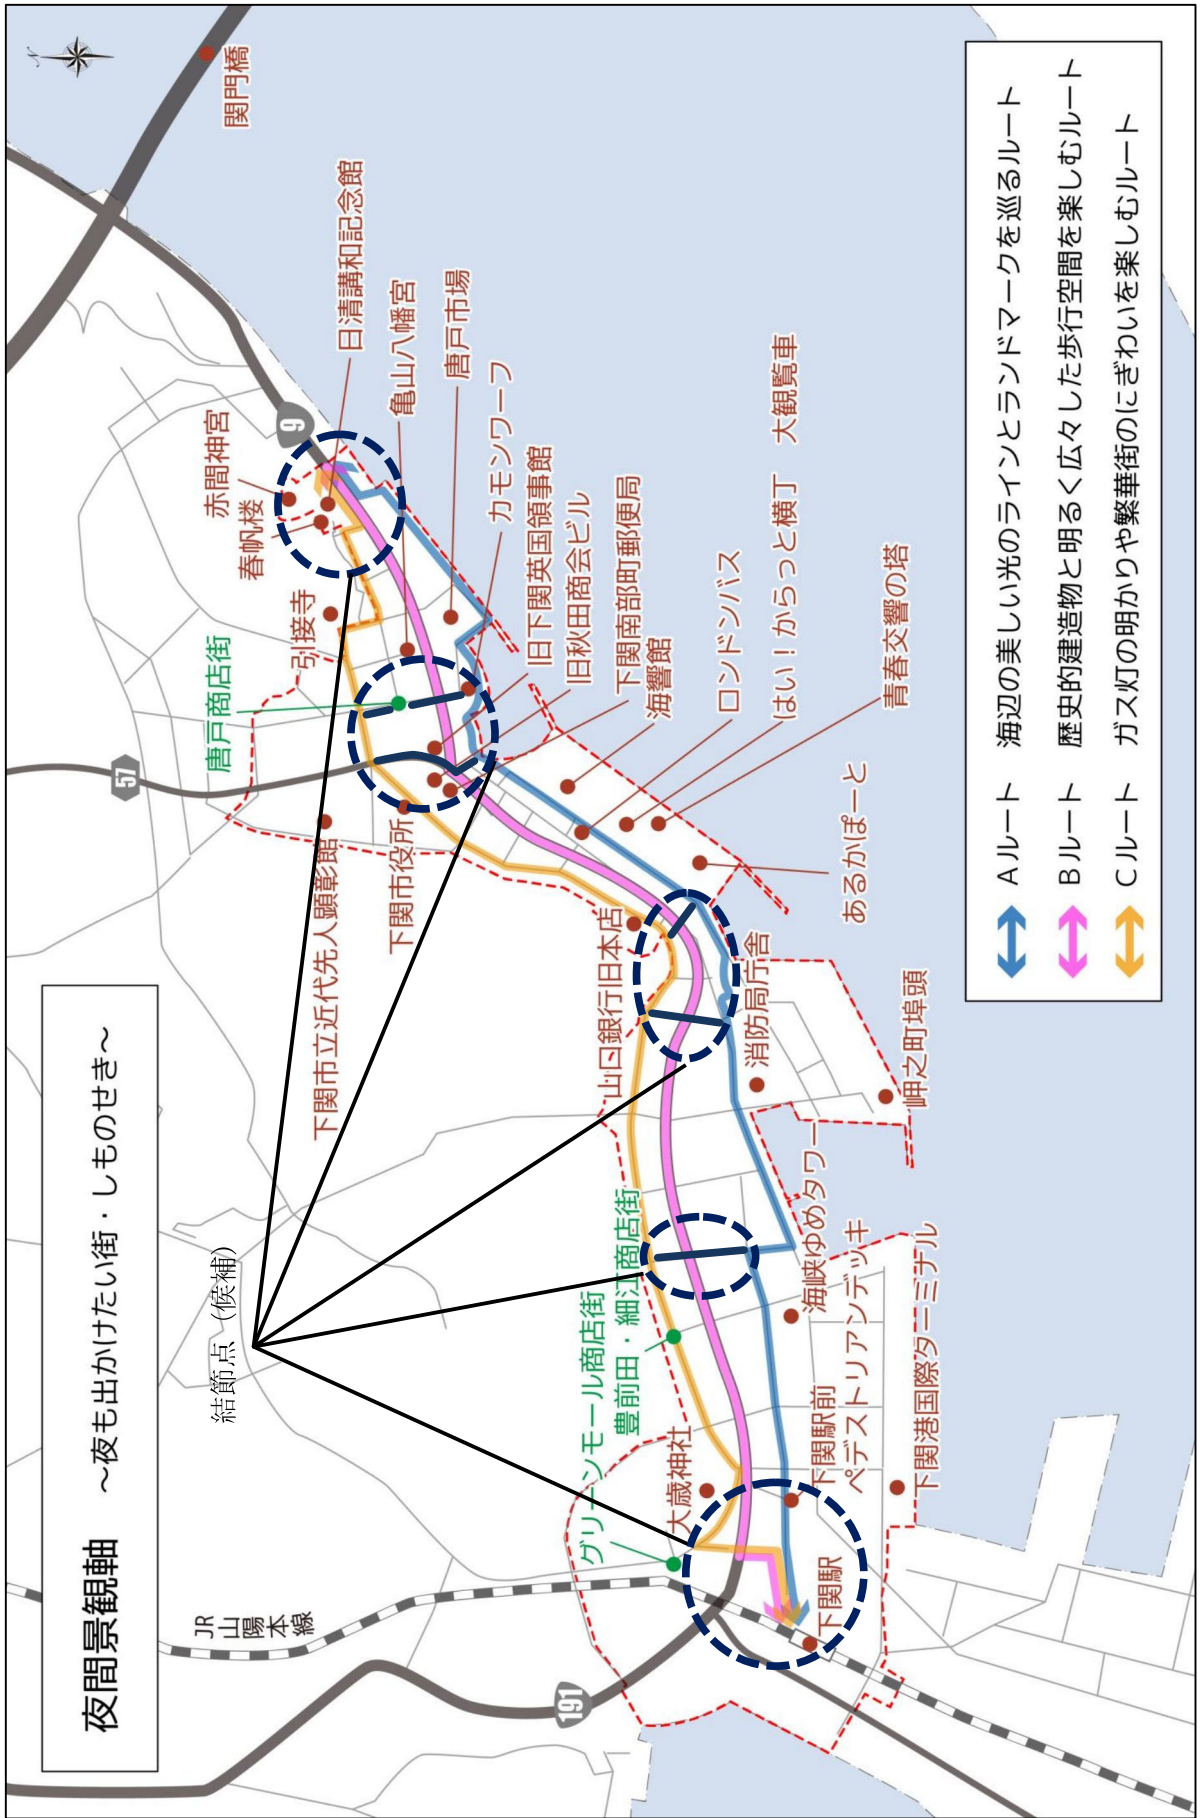 夜間景観軸　～夜も出かけたい街・しものせき～
結節点（候補）
JR
山陽本線
191
57
9
関門橋
赤間神宮
春帆楼
日清講和記念館
引接寺
亀山八幡宮
唐戸市場
カモンワーフ
唐戸商店街
旧下関英国領事館
旧秋田商会ビル
下関南部町郵便局
海響館
ロンドンバス
はい！からっと横丁　大観覧車
青春交響の塔
あるかぽーと
下関市立近代先人顕彰館
下関市役所
山口銀行旧本店
消防局庁舎
岬之町埠頭
海峡ゆめタワー
グリーンモール商店街
豊前田・細江商店街
大歳神社
下関駅前
ペデストリアンデッキ
下関港国際ターミナル
下関駅
Aルート　海辺の美しい光のラインとランドマークを巡るルート
Bルート　歴史的建造物と明るく広々した歩行空間を楽しむルート
Cルート　ガス灯の明かりや繁華街のにぎわいを楽しむルート